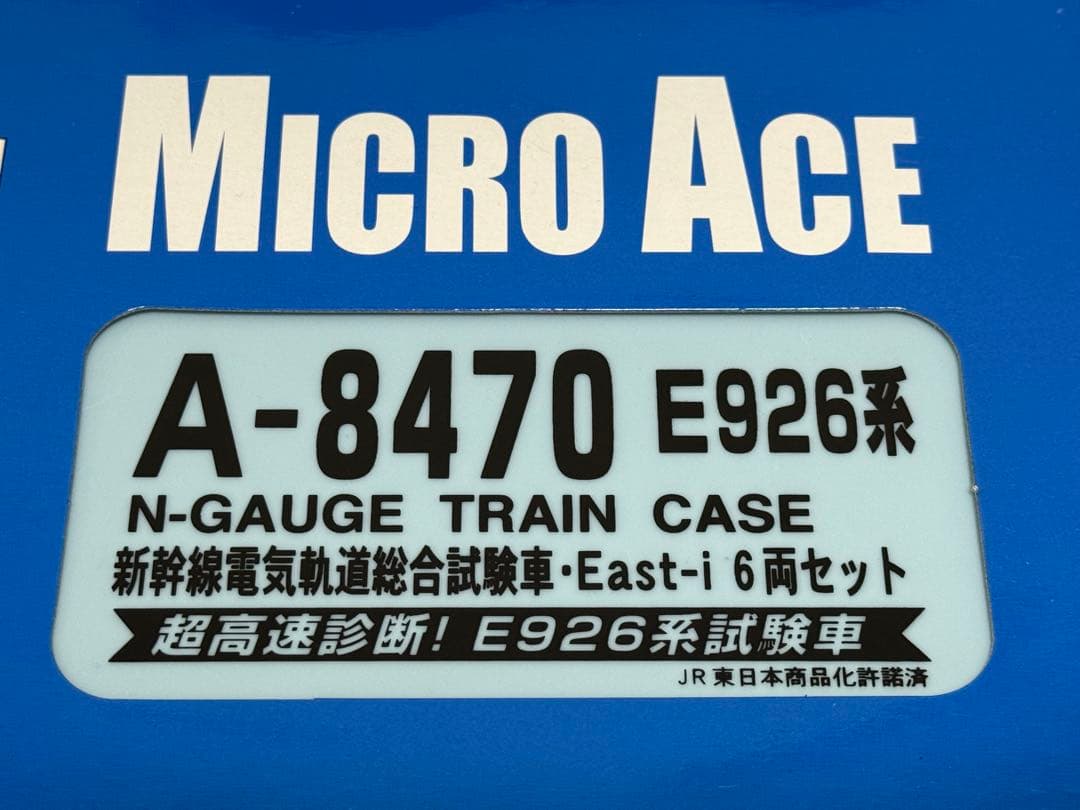 MICRO ACE
A-8470 E926系
N-GAUGE TRAIN CASE
新幹線電気軌道総合試験車・East-i 6両セット
超高速診断! E926系試験車
JR東日本商品化許諾済